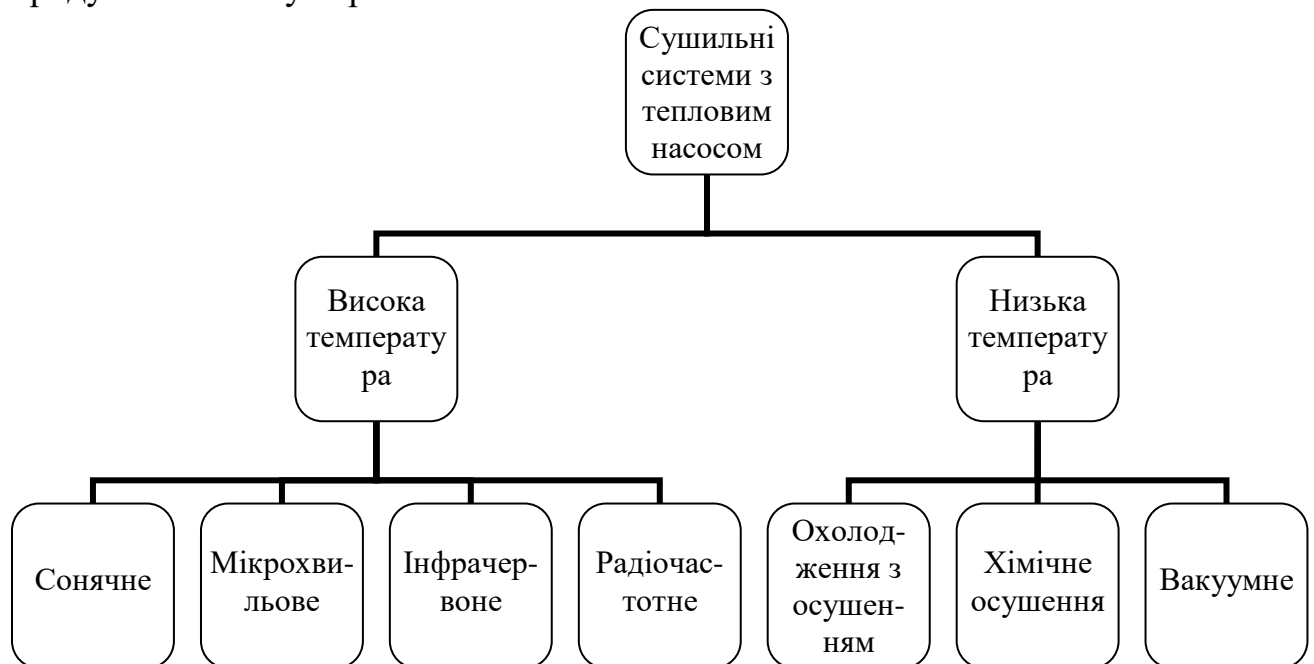 Сушильні
системи з
тепловим
насосом
Висока
температу
ра
Низька
температу
ра
Сонячне
Мікрохви-
льове
Інфрачер-
воне
Радіочас-
тотне
Охолод-
ження з
осушен-
ням
Хімічне
осушення
Вакуумне